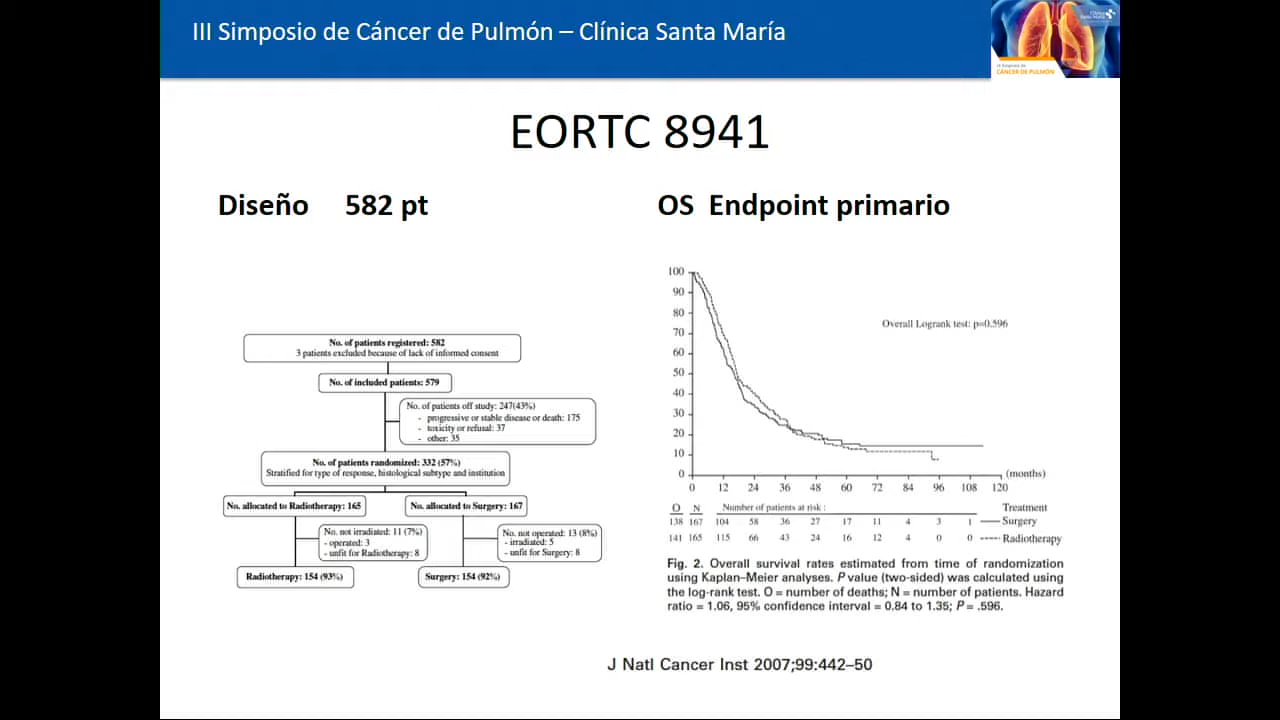 III Simposio de Cáncer de Pulmón – Clínica Santa María
Clínica
Santa María
III Simposio de
CÁNCER DE PULMÓN
EORTC 8941
Diseño 582 pt
OS Endpoint primario
No. of patients registered: 582
3 patients excluded because of lack of informed consent
No. of included patients: 579
No. of patients off study: 247(43%)
- progressive or stable disease or death: 175
- toxicity or refusal: 37
- other: 35
No. of patients randomized: 332 (57%)
Stratified for type of response, histological subtype and institution
No. allocated to Radiotherapy: 165
No. allocated to Surgery: 167
No. not irradiated: 11 (7%)
- operated: 3
- unfit for Radiotherapy: 8
No. not operated: 13 (8%)
- irradiated: 5
- unfit for Surgery: 8
Radiotherapy: 154 (93%)
Surgery: 154 (92%)
100
90
80
70
60
50
40
30
20
10
0
Overall Logrank test: p=0.596
(months)
0 12 24 36 48 60 72 84 96 108 120
O N Number of patients at risk : Treatment
138 167 104 58 36 27 17 11 4 3 1 Surgery
141 165 115 66 43 24 16 12 4 0 0 Radiotherapy
Fig. 2. Overall survival rates estimated from time of randomization
using Kaplan–Meier analyses. P value (two-sided) was calculated using
the log-rank test. O = number of deaths; N = number of patients. Hazard
ratio = 1.06, 95% confidence interval = 0.84 to 1.35; P = .596.
J Natl Cancer Inst 2007;99:442–50